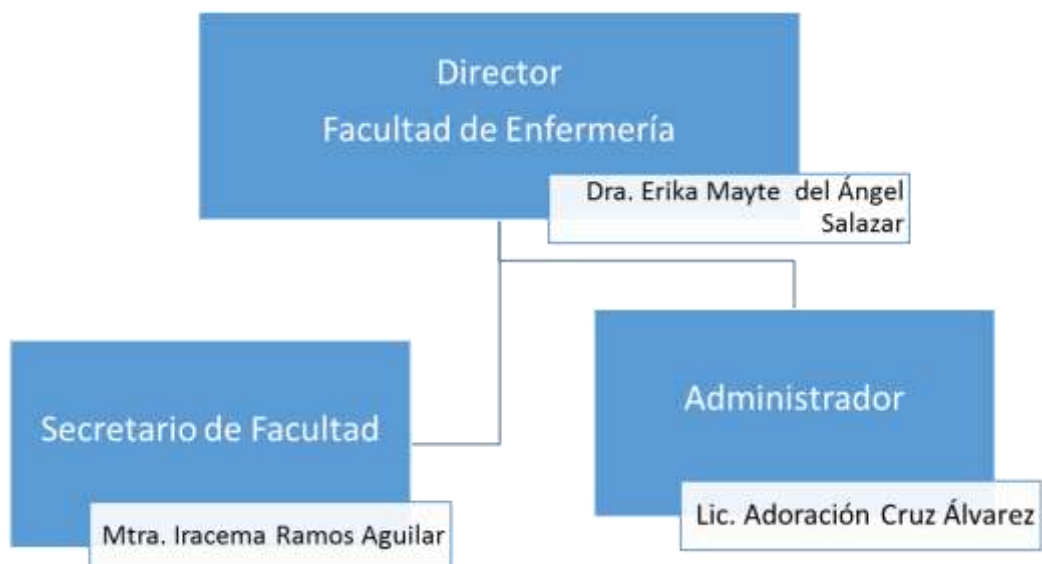 Director
Facultad de Enfermería
Dra. Erika Mayte del Ángel
Salazar
Secretario de Facultad
Mtra. Iracema Ramos Aguilar
Administrador
Lic. Adoración Cruz Álvarez